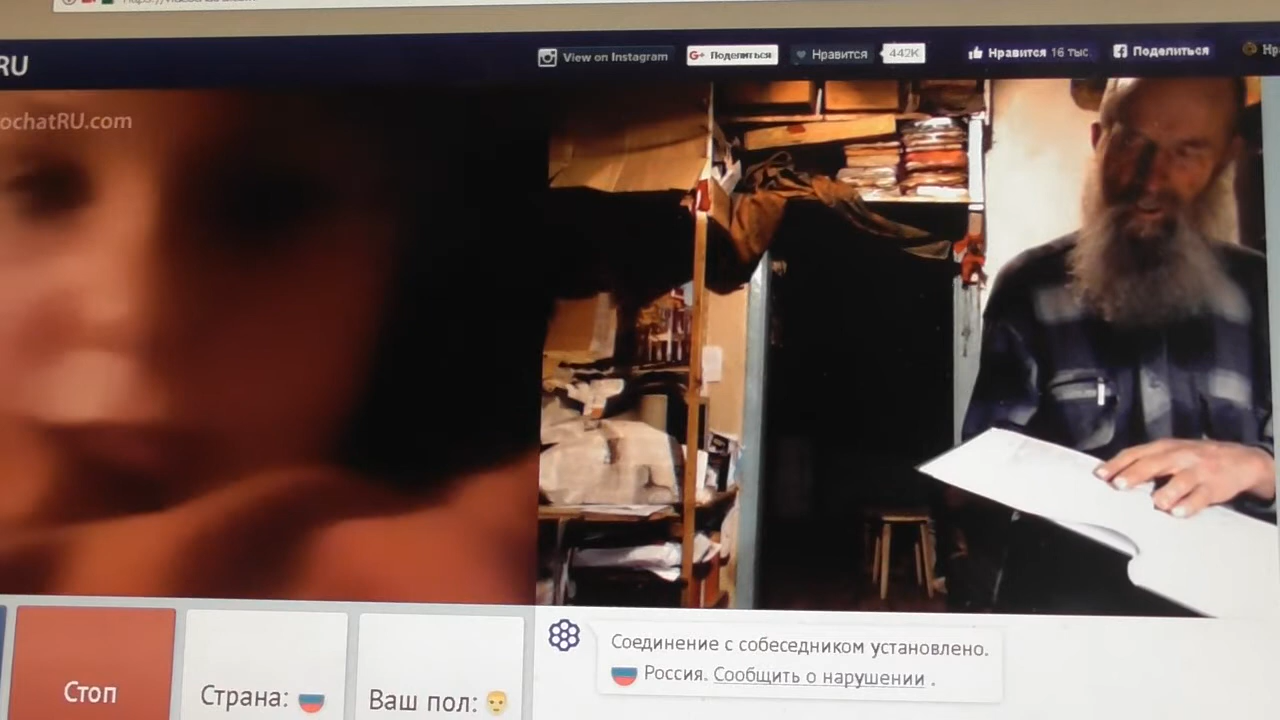 RU
View on Instagram
G+ Поделиться
Нравится 442K
Нравится 16 тыс.
Поделиться
ochatRU.com
Соединение с собеседником установлено.
Россия. Сообщить о нарушении .
Стоп
Страна:
Ваш пол: